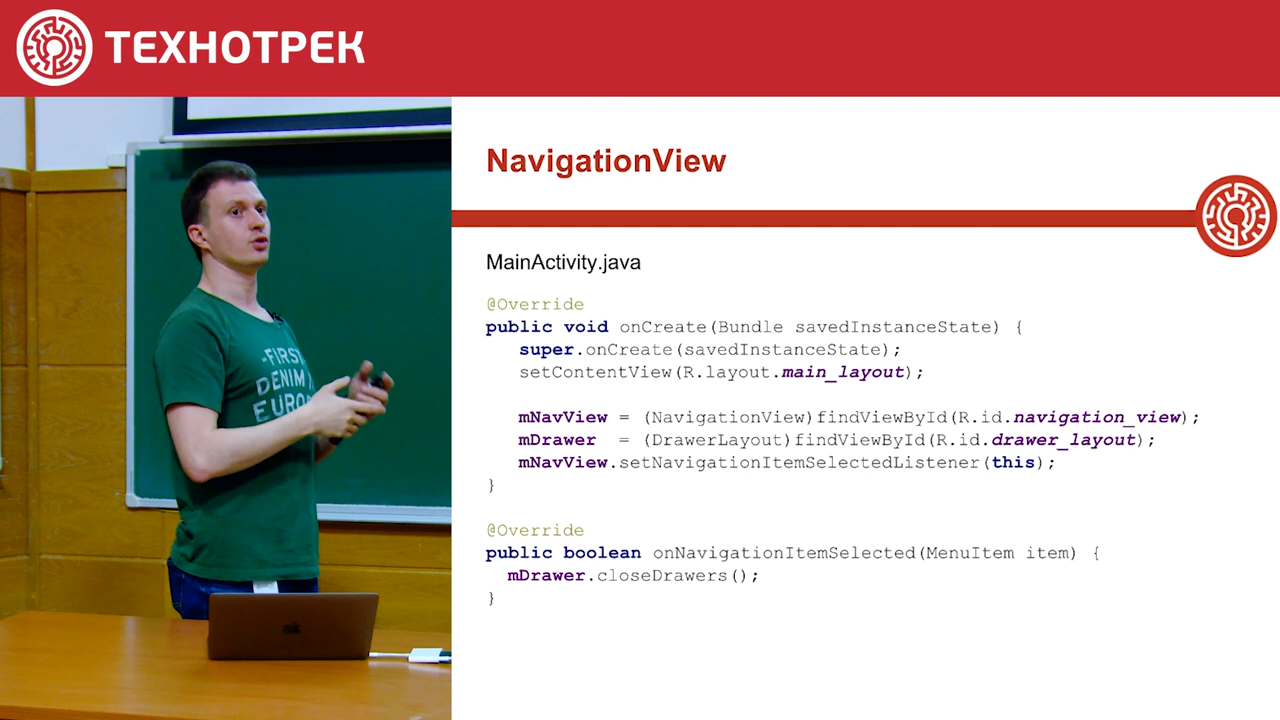 ТЕХНОТРЕК
NavigationView
MainActivity.java
@Override
public void onCreate(Bundle savedInstanceState) {
super.onCreate(savedInstanceState);
setContentView(R.layout.main_layout);
mNavView = (NavigationView)findViewById(R.id.navigation_view);
mDrawer = (DrawerLayout)findViewById(R.id.drawer_layout);
mNavView.setNavigationItemSelectedListener(this);
}
@Override
public boolean onNavigationItemSelected(MenuItem item) {
mDrawer.closeDrawers();
}
-FIRST
DENIM